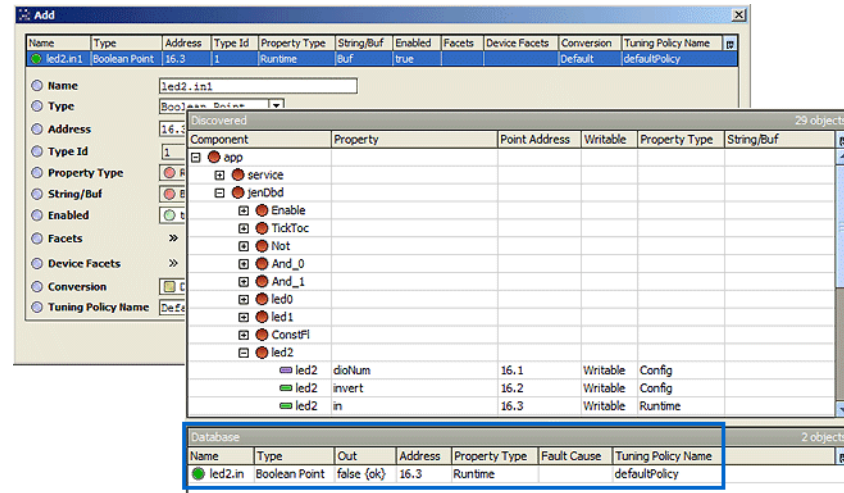 Add
Name Type Address Type Id Property Type String/Buf Enabled Facets Device Facets Conversion Tuning Policy Name
led2.in1 Boolean Point 16.3 1 Runtime Buf true Default defaultPolicy
Name led2.in1
Type Boolean Point
Address 16.3
Type Id 1
Property Type
String/Buf
Enabled
Facets »
Device Facets »
Conversion
Tuning Policy Name
Discovered 29 objects
Component Property Point Address Writable Property Type String/Buf
app
service
jenDbd
Enable
TickToc
Not
And_0
And_1
led0
led1
ConstFl
led2
led2 dioNum 16.1 Writable Config
led2 invert 16.2 Writable Config
led2 in 16.3 Writable Runtime
Database 2 objects
Name Type Out Address Property Type Fault Cause Tuning Policy Name
led2.in Boolean Point false {ok} 16.3 Runtime defaultPolicy